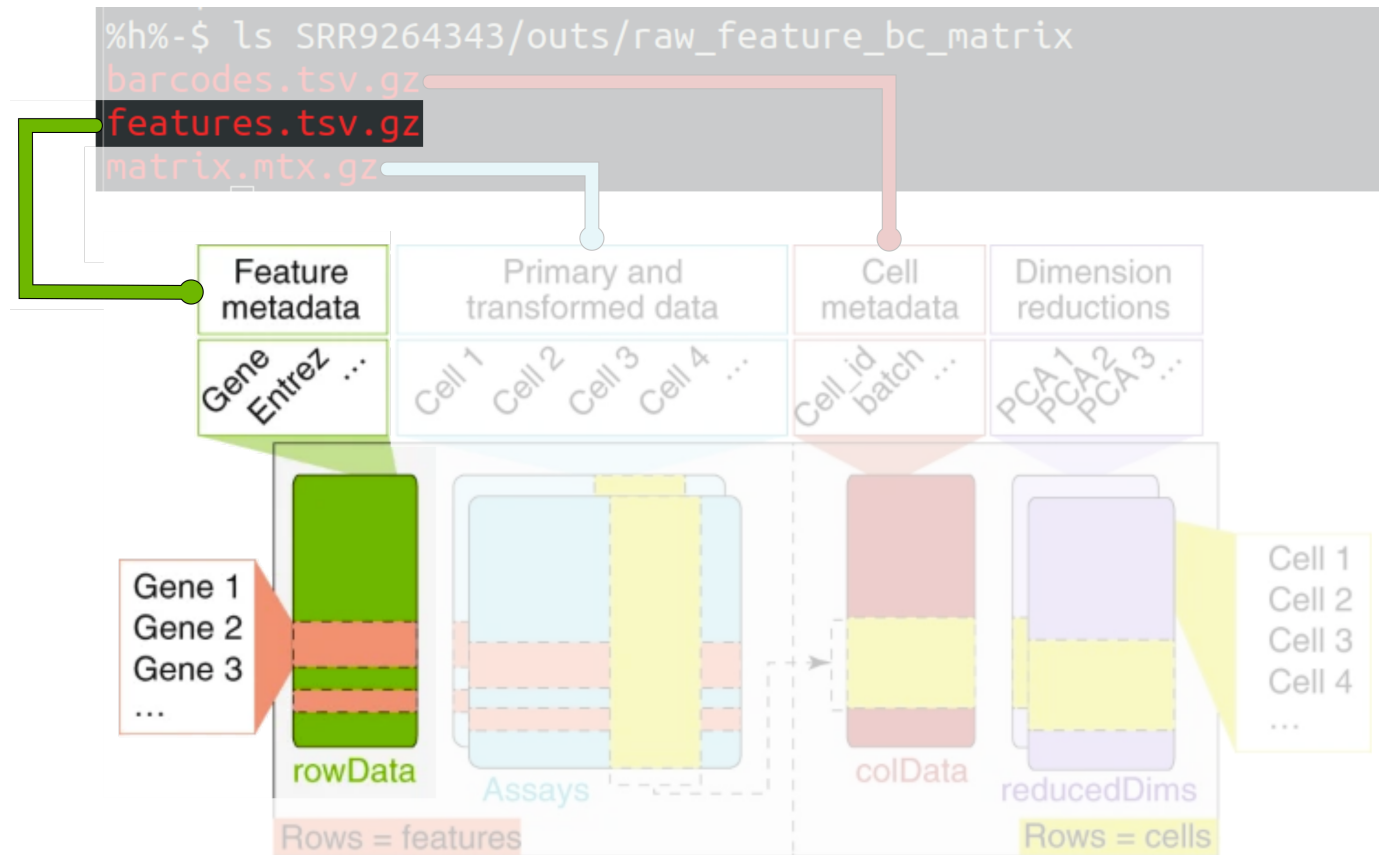 %h%-$ ls SRR9264343/outs/raw_feature_bc_matrix
barcodes.tsv.gz
features.tsv.gz
matrix.mtx.gz
Feature
metadata
Primary and
transformed data
Cell
metadata
Dimension
reductions
Gene
Entrez
...
Cell 1
Cell 2
Cell 3
Cell 4
...
Cell_id
batch
...
PCA 1
PCA 2
PCA 3
...
Gene 1
Gene 2
Gene 3
...
Cell 1
Cell 2
Cell 3
Cell 4
...
rowData
Assays
colData
reducedDims
Rows = features
Rows = cells